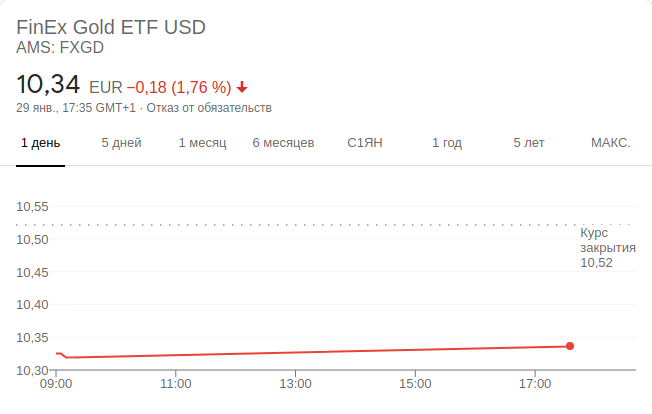 FinEx Gold ETF USD
AMS: FXGD
10,34 EUR −0,18 (1,76 %)
29 янв., 17:35 GMT+1 · Отказ от обязательств
1 день 5 дней 1 месяц 6 месяцев С1ЯН 1 год 5 лет МАКС.
10,55
10,50
Курс
закрытия
10,52
10,45
10,40
10,35
10,30
09:00 11:00 13:00 15:00 17:00